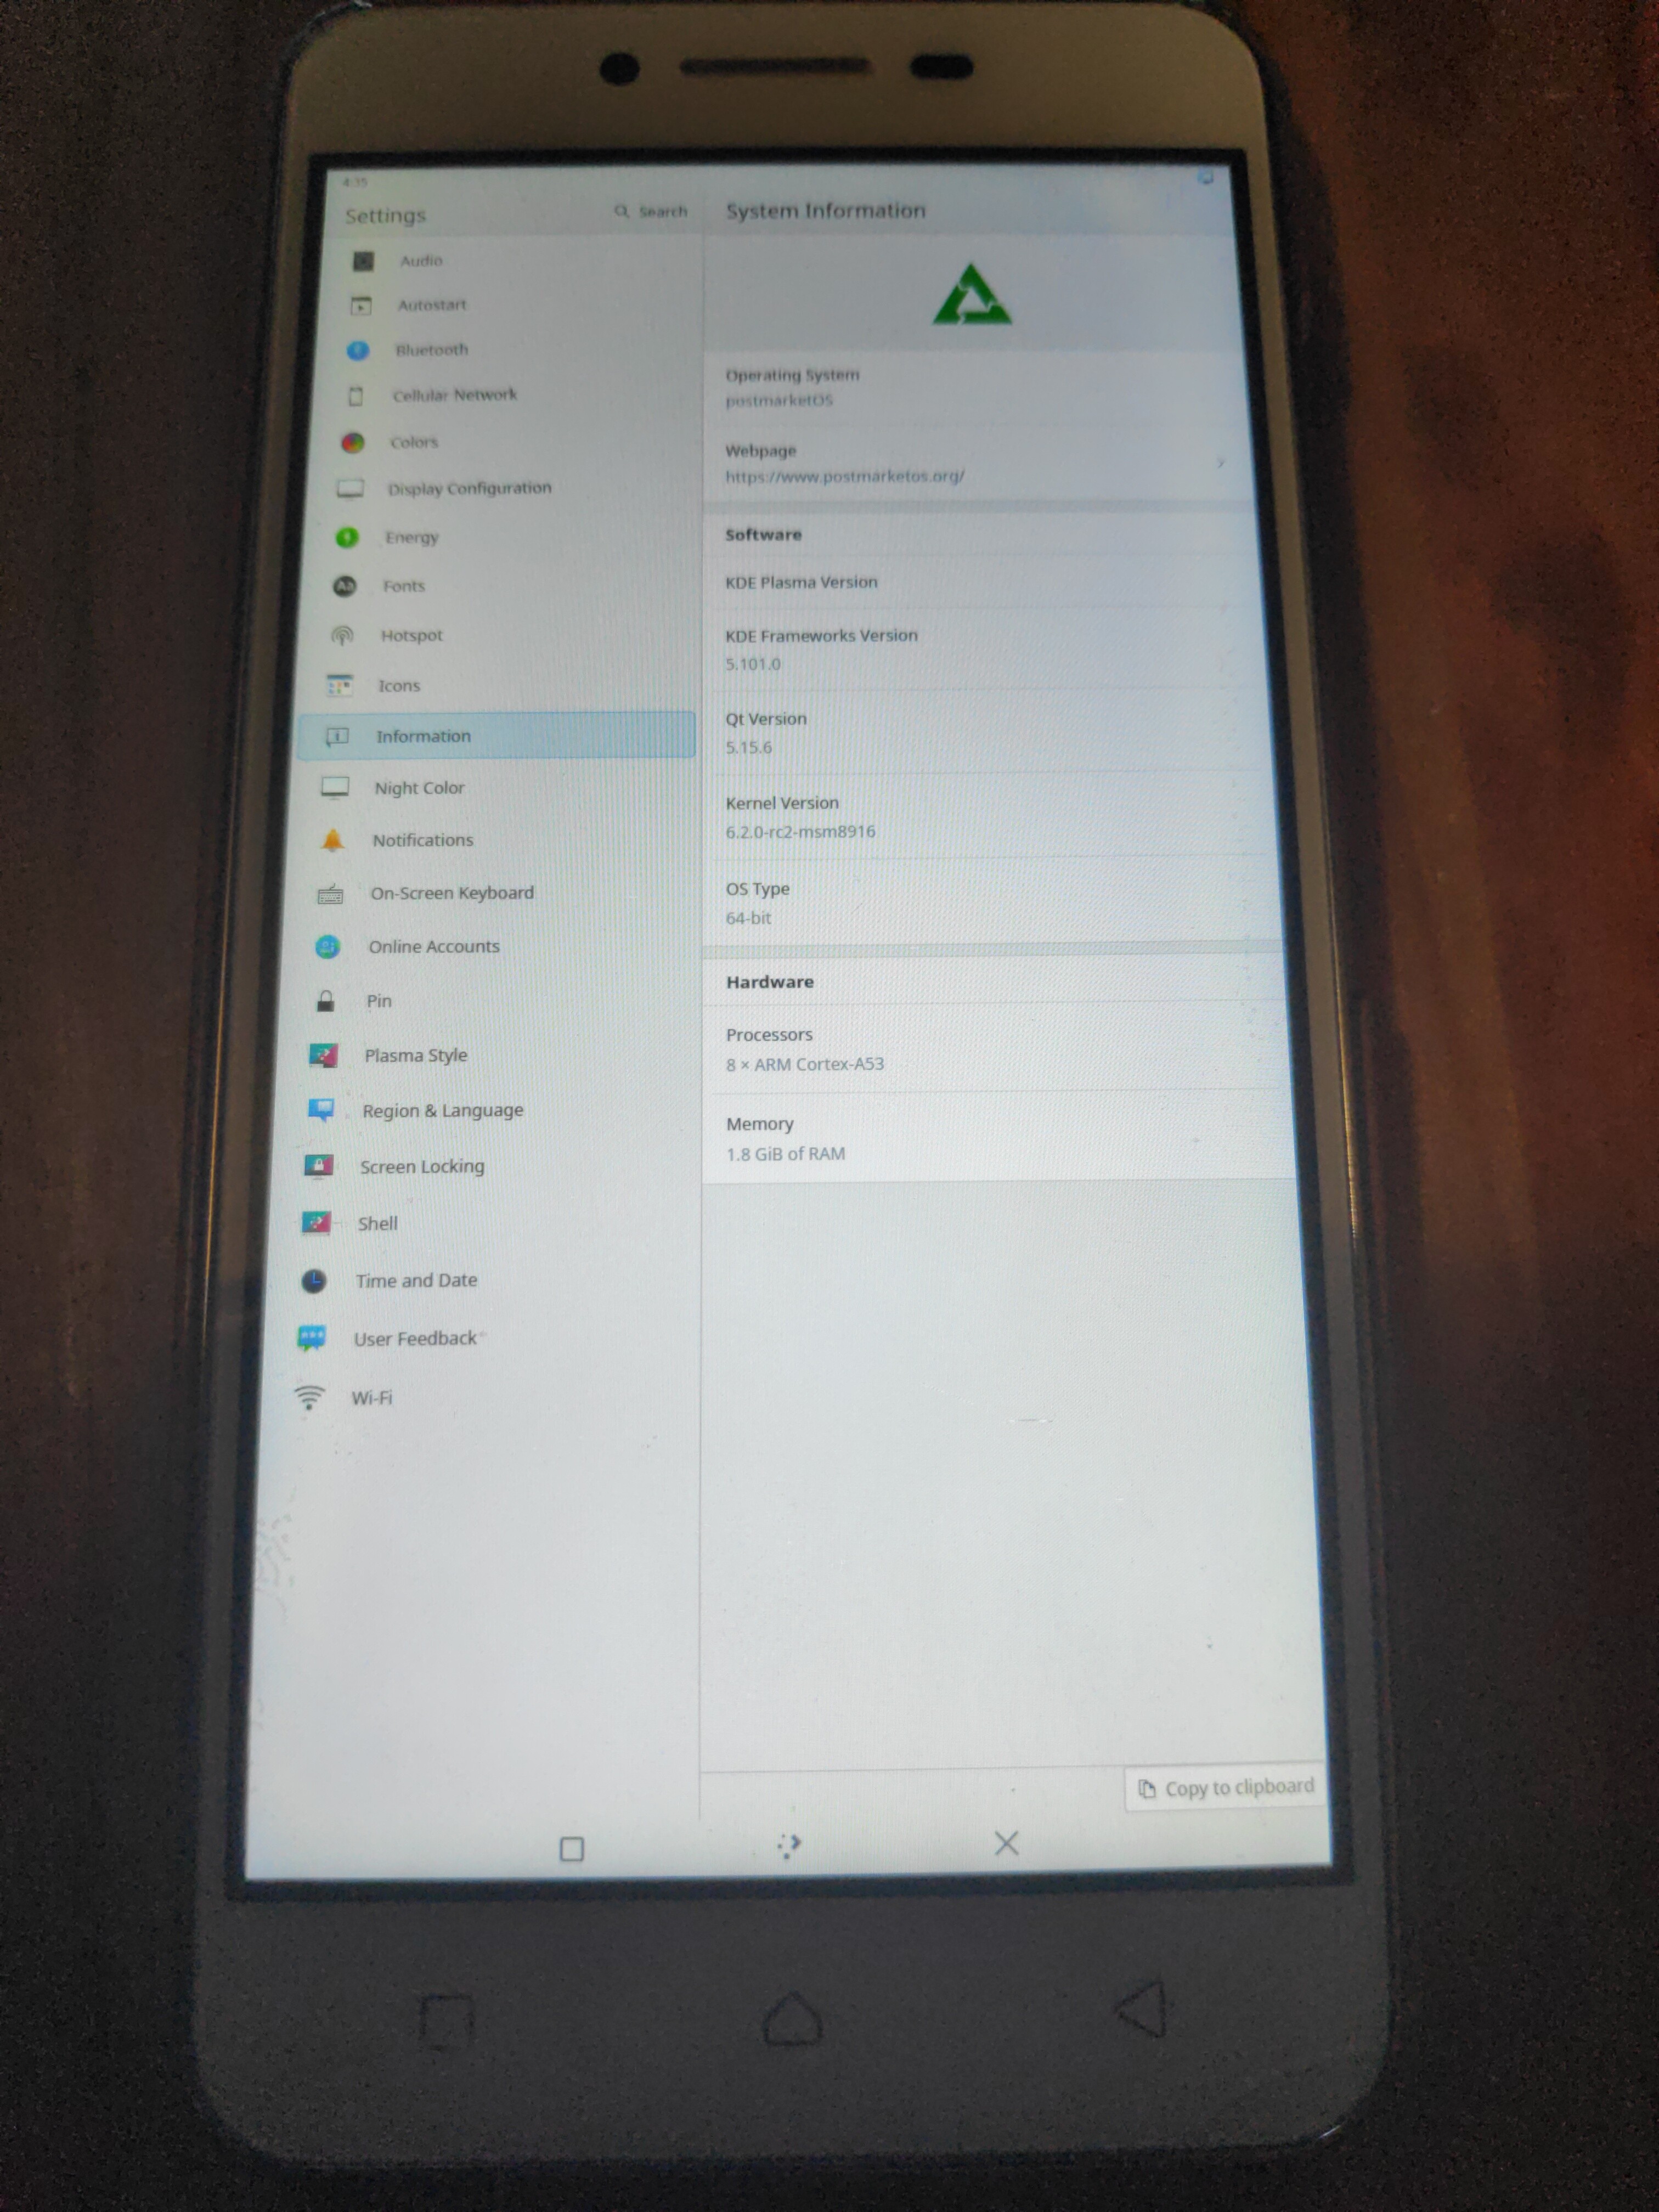 4:35
Settings
Search
Audio
Autostart
Bluetooth
Cellular Network
Colors
Display Configuration
Energy
Aa
Fonts
Hotspot
Icons
Information
Night Color
Notifications
On-Screen Keyboard
Online Accounts
Pin
Plasma Style
Region & Language
Screen Locking
Shell
Time and Date
User Feedback
Wi-Fi
System Information
Operating System
postmarketOS
Webpage
https://www.postmarketos.org/
Software
KDE Plasma Version
KDE Frameworks Version
5.101.0
Qt Version
5.15.6
Kernel Version
6.2.0-rc2-msm8916
OS Type
64-bit
Hardware
Processors
8 × ARM Cortex-A53
Memory
1.8 GiB of RAM
Copy to clipboard